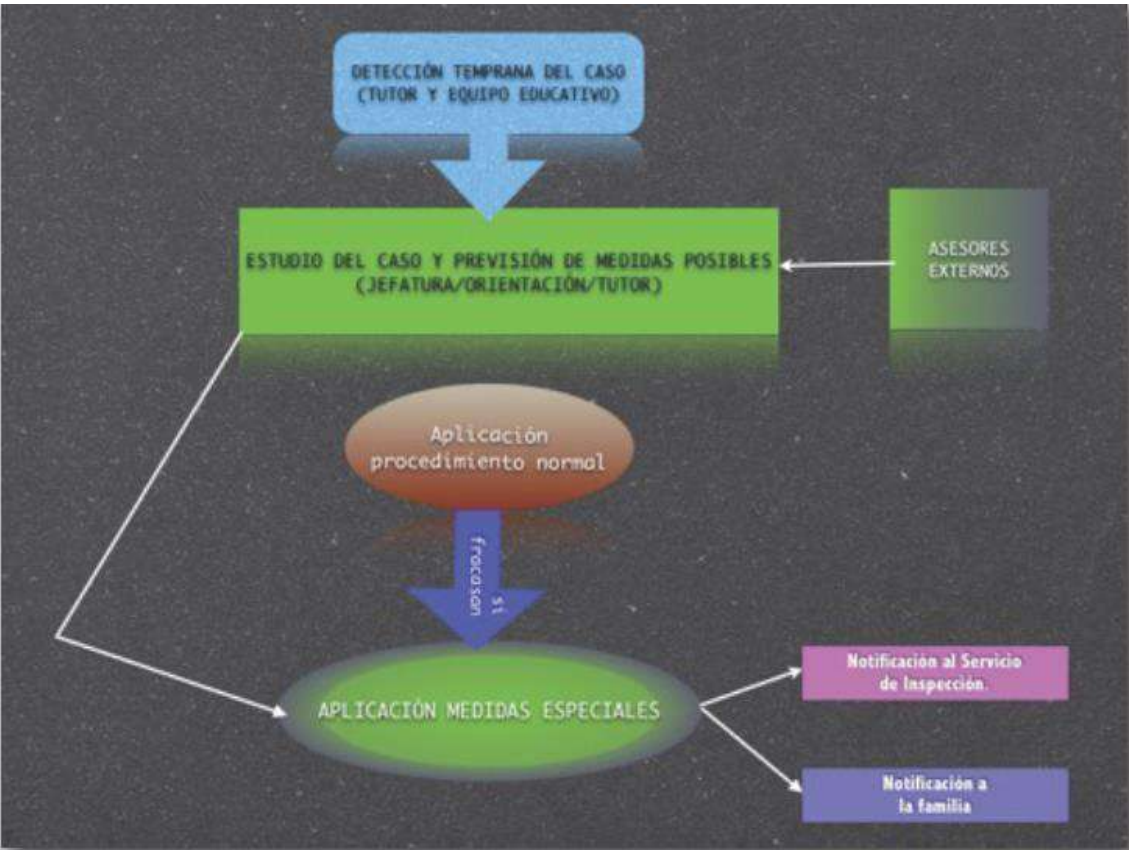 DETECCIÓN TEMPRANA DEL CASO
(TUTOR Y EQUIPO EDUCATIVO)
ESTUDIO DEL CASO Y PREVISIÓN DE MEDIDAS POSIBLES
(JEFATURA/ORIENTACIÓN/TUTOR)
ASESORES
EXTERNOS
Aplicación
procedimiento normal
si
fracasan
APLICACIÓN MEDIDAS ESPECIALES
Notificación al Servicio
de Inspección.
Notificación a
la familia